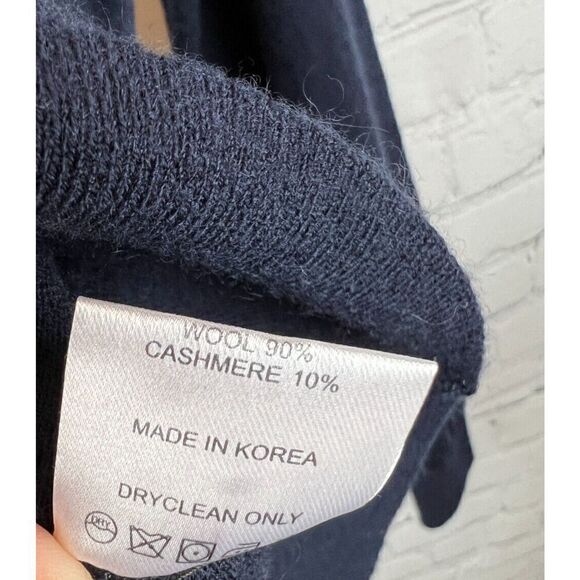 WOOL 90%
CASHMERE 10%
MADE IN KOREA
DRYCLEAN ONLY
DRY